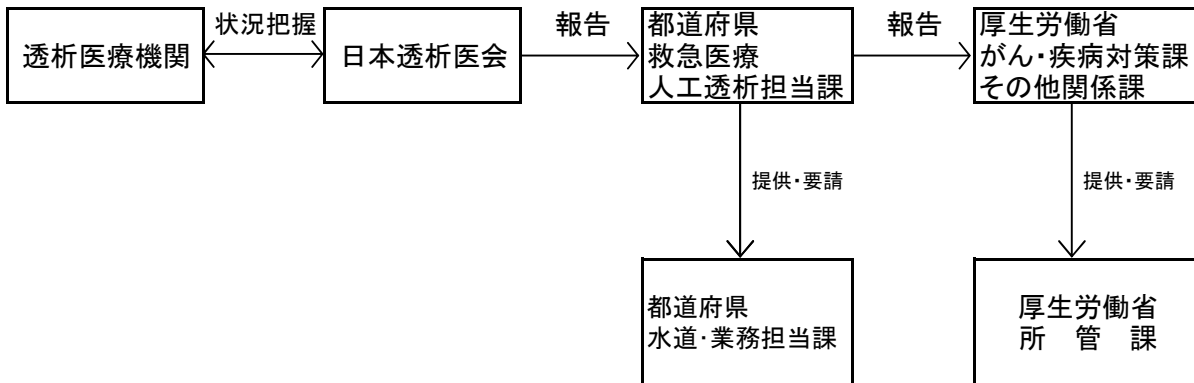 透析医療機関
状況把握
日本透析医会
報告
都道府県
救急医療
人工透析担当課
報告
厚生労働省
がん・疾病対策課
その他関係課
提供・要請
提供・要請
都道府県
水道・業務担当課
厚生労働省
所　管　課